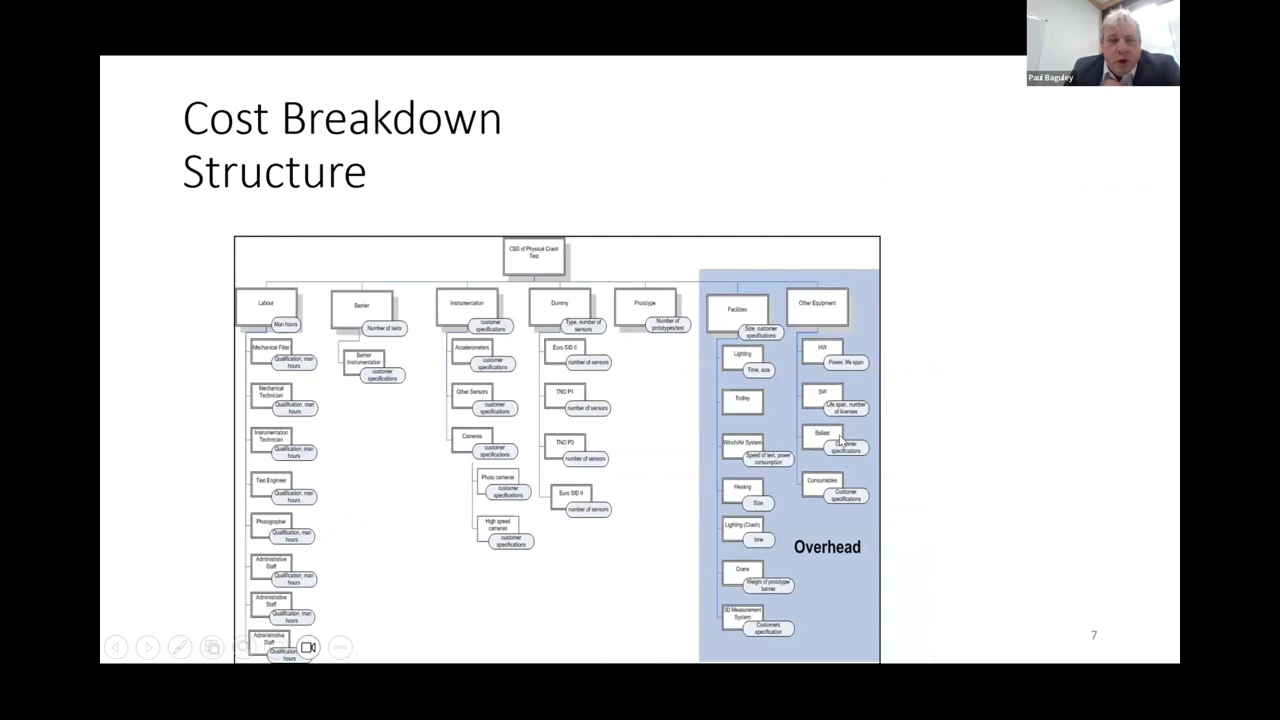 Paul Baguley
Cost Breakdown
Structure
CBS of Physical Crash
Test
Labour
Man hours
Mechanical Fitter
Qualification, man
hours
Mechanical
Technician
Qualification, man
hours
Instrumentation
Technician
Qualification, man
hours
Test Engineer
Qualification, man
hours
Photographer
Qualification, man
hours
Administrative
Staff
Qualification, man
hours
Administrative
Staff
Qualification, man
hours
Administrative
Staff
Qualification, man
hours
Barrier
Number of tests
Barrier
Instrumentation
customer
specifications
Instrumentation
customer
specifications
Accelerometers
customer
specifications
Other Sensors
customer
specifications
Cameras
customer
specifications
Photo cameras
customer
specifications
High speed
cameras
customer
specifications
Dummy
Type, number of
sensors
Euro SID II
number of sensors
TNO P1
number of sensors
TNO P3
number of sensors
Euro SID II
number of sensors
Prototype
Number of
prototypes/test
Facilities
Size, customer
specifications
Lighting
Time, size
Trolley
Winch/Air System
Speed of test, power
consumption
Heating
Size
Lighting (Crash)
time
Crane
Weight of prototype/
barrier
3D Measurement
System
Customers
specification
Other Equipment
HW
Power, life span
SW
Life span, number
of licenses
Ballast
Customer
specifications
Consumables
Customer
specifications
Overhead
7